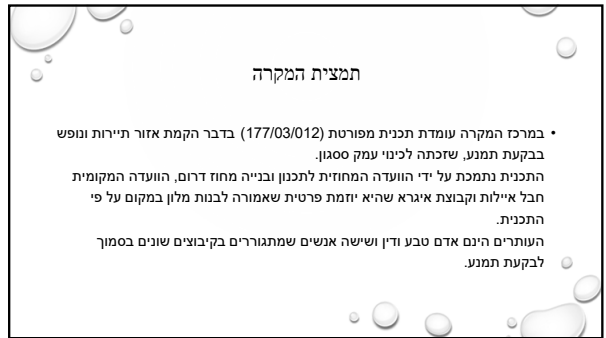 תמצית המקרה
• במרכז המקרה עומדת תכנית מפורטת (177/03/012) בדבר הקמת אזור תיירות ונופש
בבקעת תמנע, שזכתה לכינוי עמק ססגון.
התכנית נתמכת על ידי הוועדה המחוזית לתכנון ובנייה מחוז דרום, הוועדה המקומית
חבל איילות וקבוצת איגרא שהיא יוזמת פרטית שאמורה לבנות מלון במקום על פי
התכנית.
העותרים הינם אדם טבע ודין ושישה אנשים שמתגוררים בקיבוצים שונים בסמוך
לבקעת תמנע.